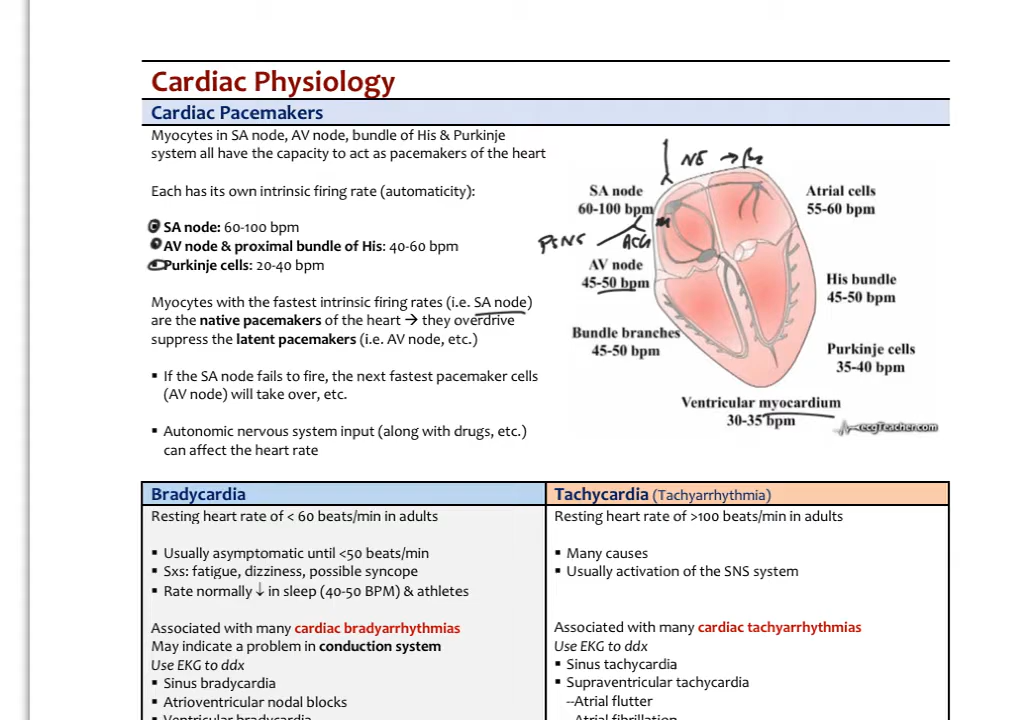 Cardiac Physiology
Cardiac Pacemakers
Myocytes in SA node, AV node, bundle of His & Purkinje
system all have the capacity to act as pacemakers of the heart
Each has its own intrinsic firing rate (automaticity):
SA node: 60-100 bpm
AV node & proximal bundle of His: 40-60 bpm
Purkinje cells: 20-40 bpm
Myocytes with the fastest intrinsic firing rates (i.e. SA node)
are the native pacemakers of the heart → they overdrive
suppress the latent pacemakers (i.e. AV node, etc.)
▪ If the SA node fails to fire, the next fastest pacemaker cells
(AV node) will take over, etc.
▪ Autonomic nervous system input (along with drugs, etc.)
can affect the heart rate
NE →
SA node
60-100 bpm
PSNS
ACh
AV node
45-50 bpm
Bundle branches
45-50 bpm
Atrial cells
55-60 bpm
His bundle
45-50 bpm
Purkinje cells
35-40 bpm
Ventricular myocardium
30-35 bpm
ecgTeacher.com
Bradycardia
Resting heart rate of < 60 beats/min in adults
▪ Usually asymptomatic until <50 beats/min
▪ Sxs: fatigue, dizziness, possible syncope
▪ Rate normally ↓ in sleep (40-50 BPM) & athletes
Associated with many cardiac bradyarrhythmias
May indicate a problem in conduction system
Use EKG to ddx
▪ Sinus bradycardia
▪ Atrioventricular nodal blocks
▪ Ventricular bradycardia
Tachycardia (Tachyarrhythmia)
Resting heart rate of >100 beats/min in adults
▪ Many causes
▪ Usually activation of the SNS system
Associated with many cardiac tachyarrhythmias
Use EKG to ddx
▪ Sinus tachycardia
▪ Supraventricular tachycardia
--Atrial flutter
--Atrial fibrillation